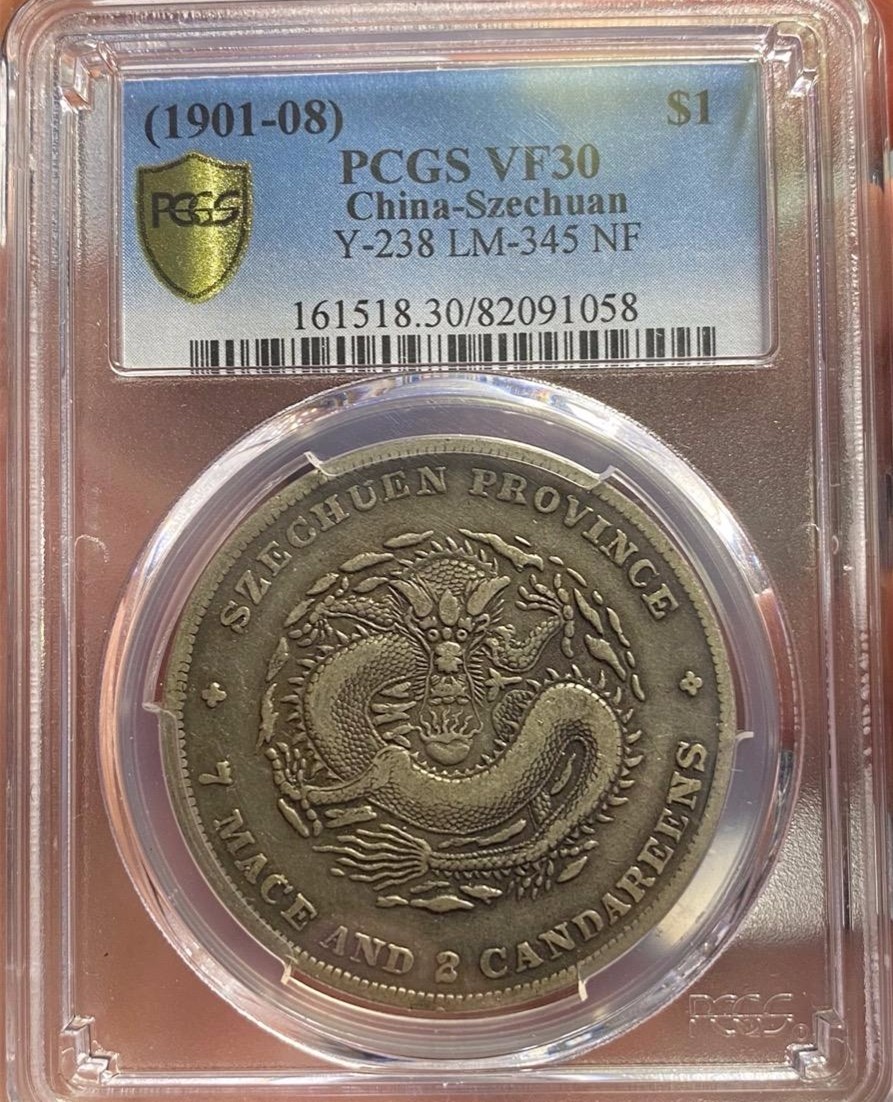 (1901-08) $1
PCGS VF30
PCGS China-Szechuan
Y-238 LM-345 NF
161518.30/82091058
SZECHUEN PROVINCE
7 MACE AND 2 CANDAREENS
PCGS